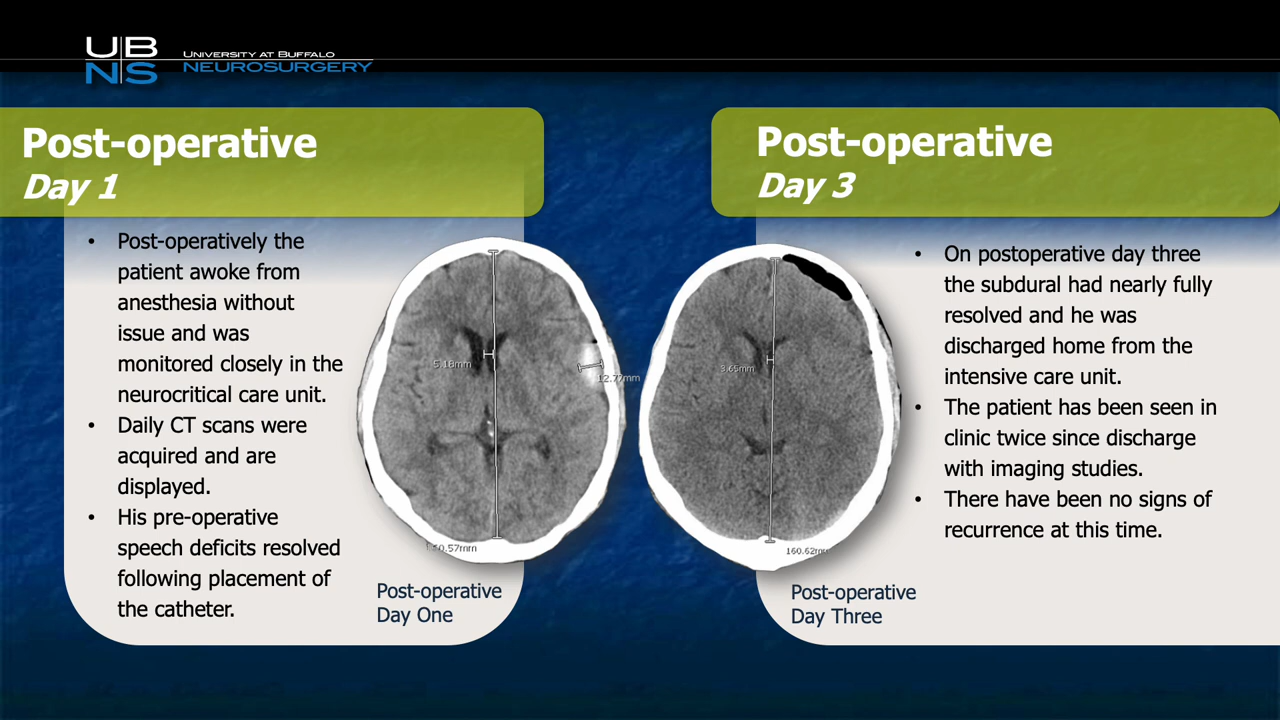 UB
NS
UNIVERSITY AT BUFFALO
NEUROSURGERY
Post-operative
Day 1
• Post-operatively the
patient awoke from
anesthesia without
issue and was
monitored closely in the
neurocritical care unit.
• Daily CT scans were
acquired and are
displayed.
• His pre-operative
speech deficits resolved
following placement of
the catheter.
5.18mm
12.77mm
Post-operative
Day One
Post-operative
Day 3
3.65mm
160.62mm
Post-operative
Day Three
• On postoperative day three
the subdural had nearly fully
resolved and he was
discharged home from the
intensive care unit.
• The patient has been seen in
clinic twice since discharge
with imaging studies.
• There have been no signs of
recurrence at this time.